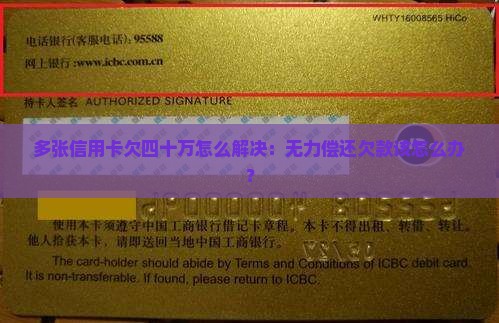 WHTY16008565 HiCo
电话银行(客服电话):95588
网上银行:www.icbc.com.cn
持卡人签名 AUTHORIZED SIGNATURE
多张信用卡欠四十万怎么解决:无力偿还欠款该怎么办
?
使用本卡须遵守中国工商银行借记卡章程。本卡不得出租、转借、转让。
他人拾获本卡,请即送回当地中国工商银行。
The card-holder should abide by Terms and Conditions of ICBC debit card.
It is non-transferable. If found, please return to ICBC.